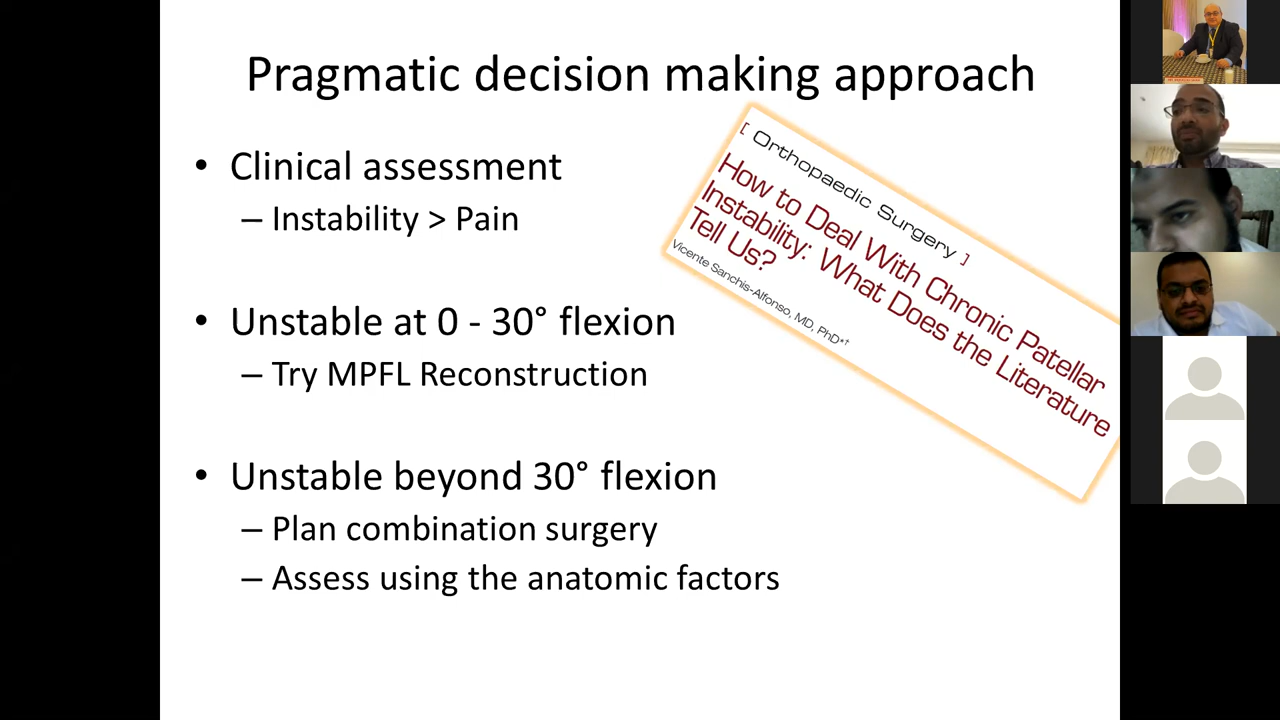 Pragmatic decision making approach
• Clinical assessment
– Instability > Pain
• Unstable at 0 - 30° flexion
– Try MPFL Reconstruction
• Unstable beyond 30° flexion
– Plan combination surgery
– Assess using the anatomic factors
[ Orthopaedic Surgery ]
How to Deal With Chronic Patellar
Instability: What Does the Literature
Tell Us?
Vicente Sanchis-Alfonso, MD, PhD*†